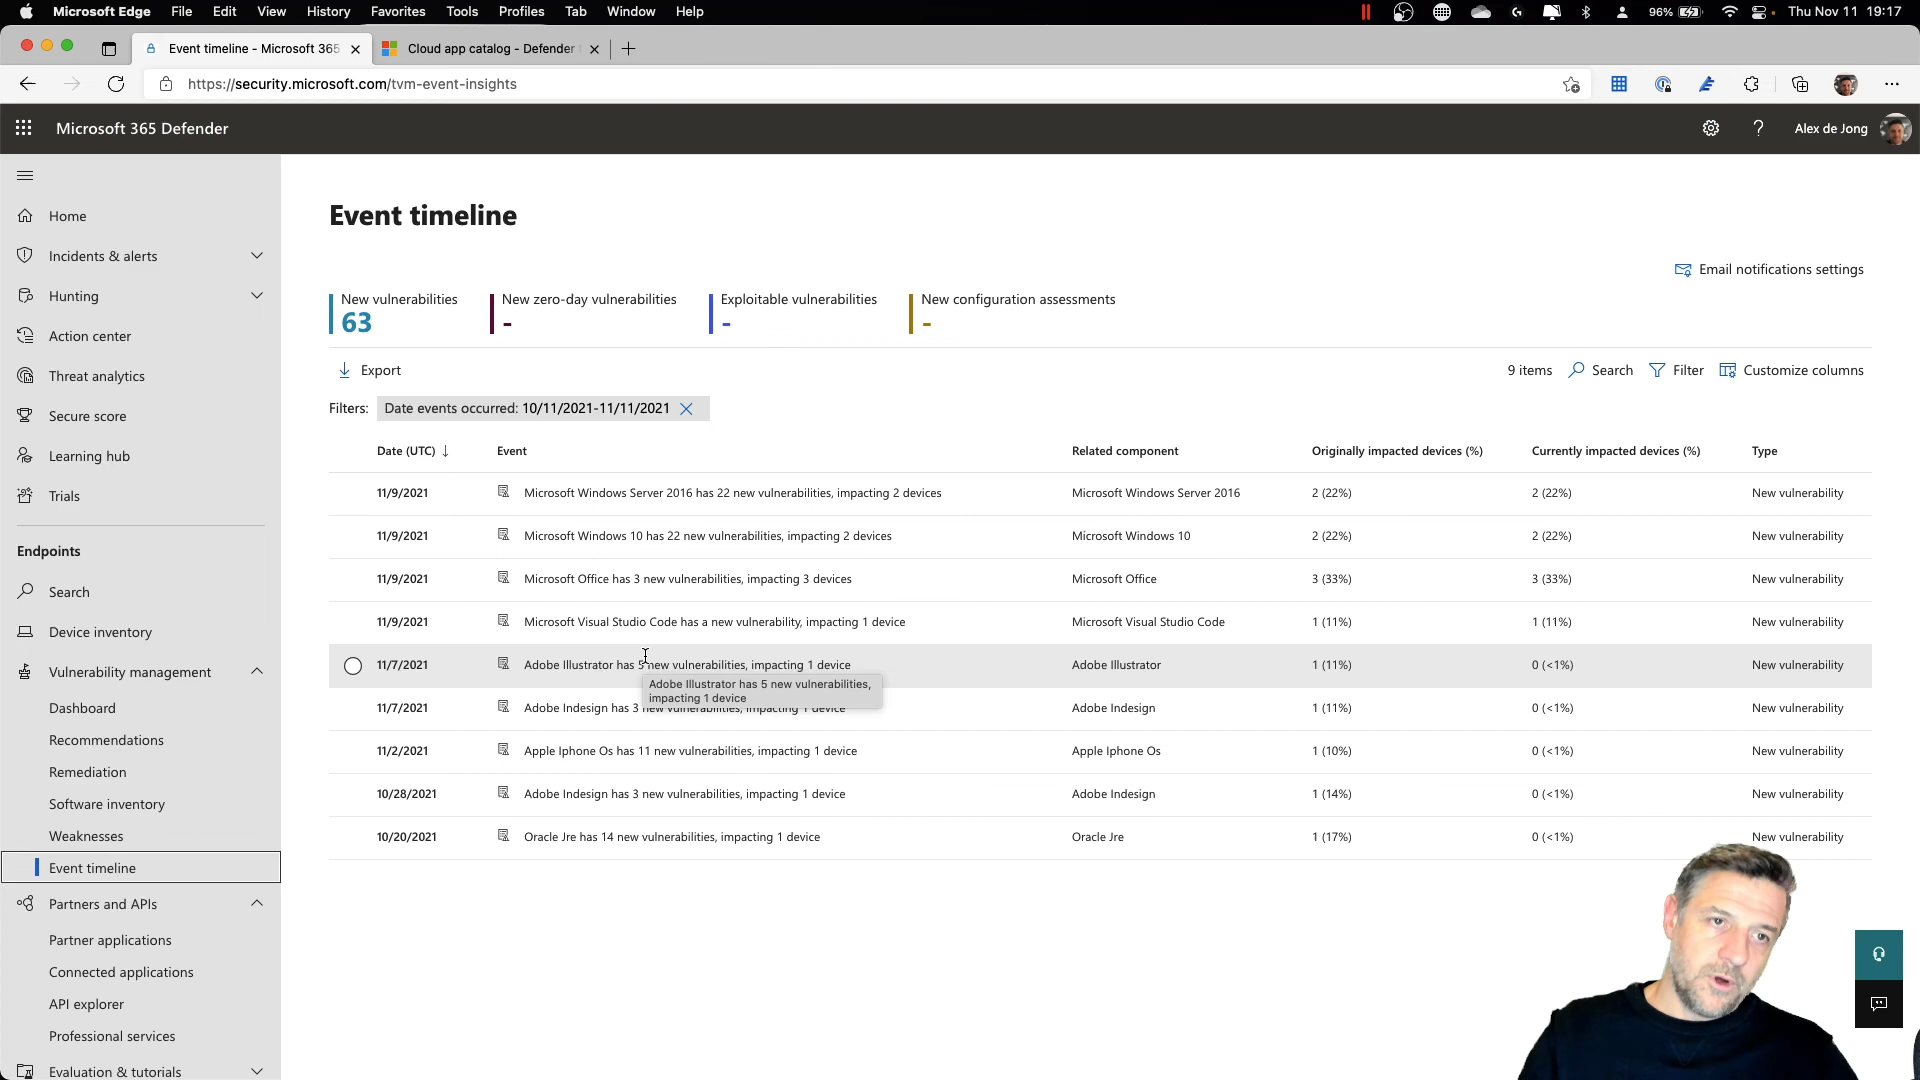 Microsoft Edge File Edit View History Favorites Tools Profiles Tab Window Help 96% Thu Nov 11 19:17
Event timeline - Microsoft 365 Cloud app catalog - Defender
https://security.microsoft.com/tvm-event-insights
Microsoft 365 Defender ? Alex de Jong
Home
Incidents & alerts
Hunting
Action center
Threat analytics
Secure score
Learning hub
Trials
Endpoints
Search
Device inventory
Vulnerability management
Dashboard
Recommendations
Remediation
Software inventory
Weaknesses
Event timeline
Partners and APIs
Partner applications
Connected applications
API explorer
Professional services
Evaluation & tutorials
Event timeline
Email notifications settings
New vulnerabilities New zero-day vulnerabilities Exploitable vulnerabilities New configuration assessments
63 - - -
Export 9 items Search Filter Customize columns
Filters: Date events occurred: 10/11/2021-11/11/2021
Date (UTC) Event Related component Originally impacted devices (%) Currently impacted devices (%) Type
11/9/2021 Microsoft Windows Server 2016 has 22 new vulnerabilities, impacting 2 devices Microsoft Windows Server 2016 2 (22%) 2 (22%) New vulnerability
11/9/2021 Microsoft Windows 10 has 22 new vulnerabilities, impacting 2 devices Microsoft Windows 10 2 (22%) 2 (22%) New vulnerability
11/9/2021 Microsoft Office has 3 new vulnerabilities, impacting 3 devices Microsoft Office 3 (33%) 3 (33%) New vulnerability
11/9/2021 Microsoft Visual Studio Code has a new vulnerability, impacting 1 device Microsoft Visual Studio Code 1 (11%) 1 (11%) New vulnerability
11/7/2021 Adobe Illustrator has 5 new vulnerabilities, impacting 1 device Adobe Illustrator 1 (11%) 0 (<1%) New vulnerability
Adobe Illustrator has 5 new vulnerabilities,
impacting 1 device
11/7/2021 Adobe Indesign has 3 new vulnerabilities, impacting 1 device Adobe Indesign 1 (11%) 0 (<1%) New vulnerability
11/2/2021 Apple Iphone Os has 11 new vulnerabilities, impacting 1 device Apple Iphone Os 1 (10%) 0 (<1%) New vulnerability
10/28/2021 Adobe Indesign has 3 new vulnerabilities, impacting 1 device Adobe Indesign 1 (14%) 0 (<1%) New vulnerability
10/20/2021 Oracle Jre has 14 new vulnerabilities, impacting 1 device Oracle Jre 1 (17%) 0 (<1%) New vulnerability